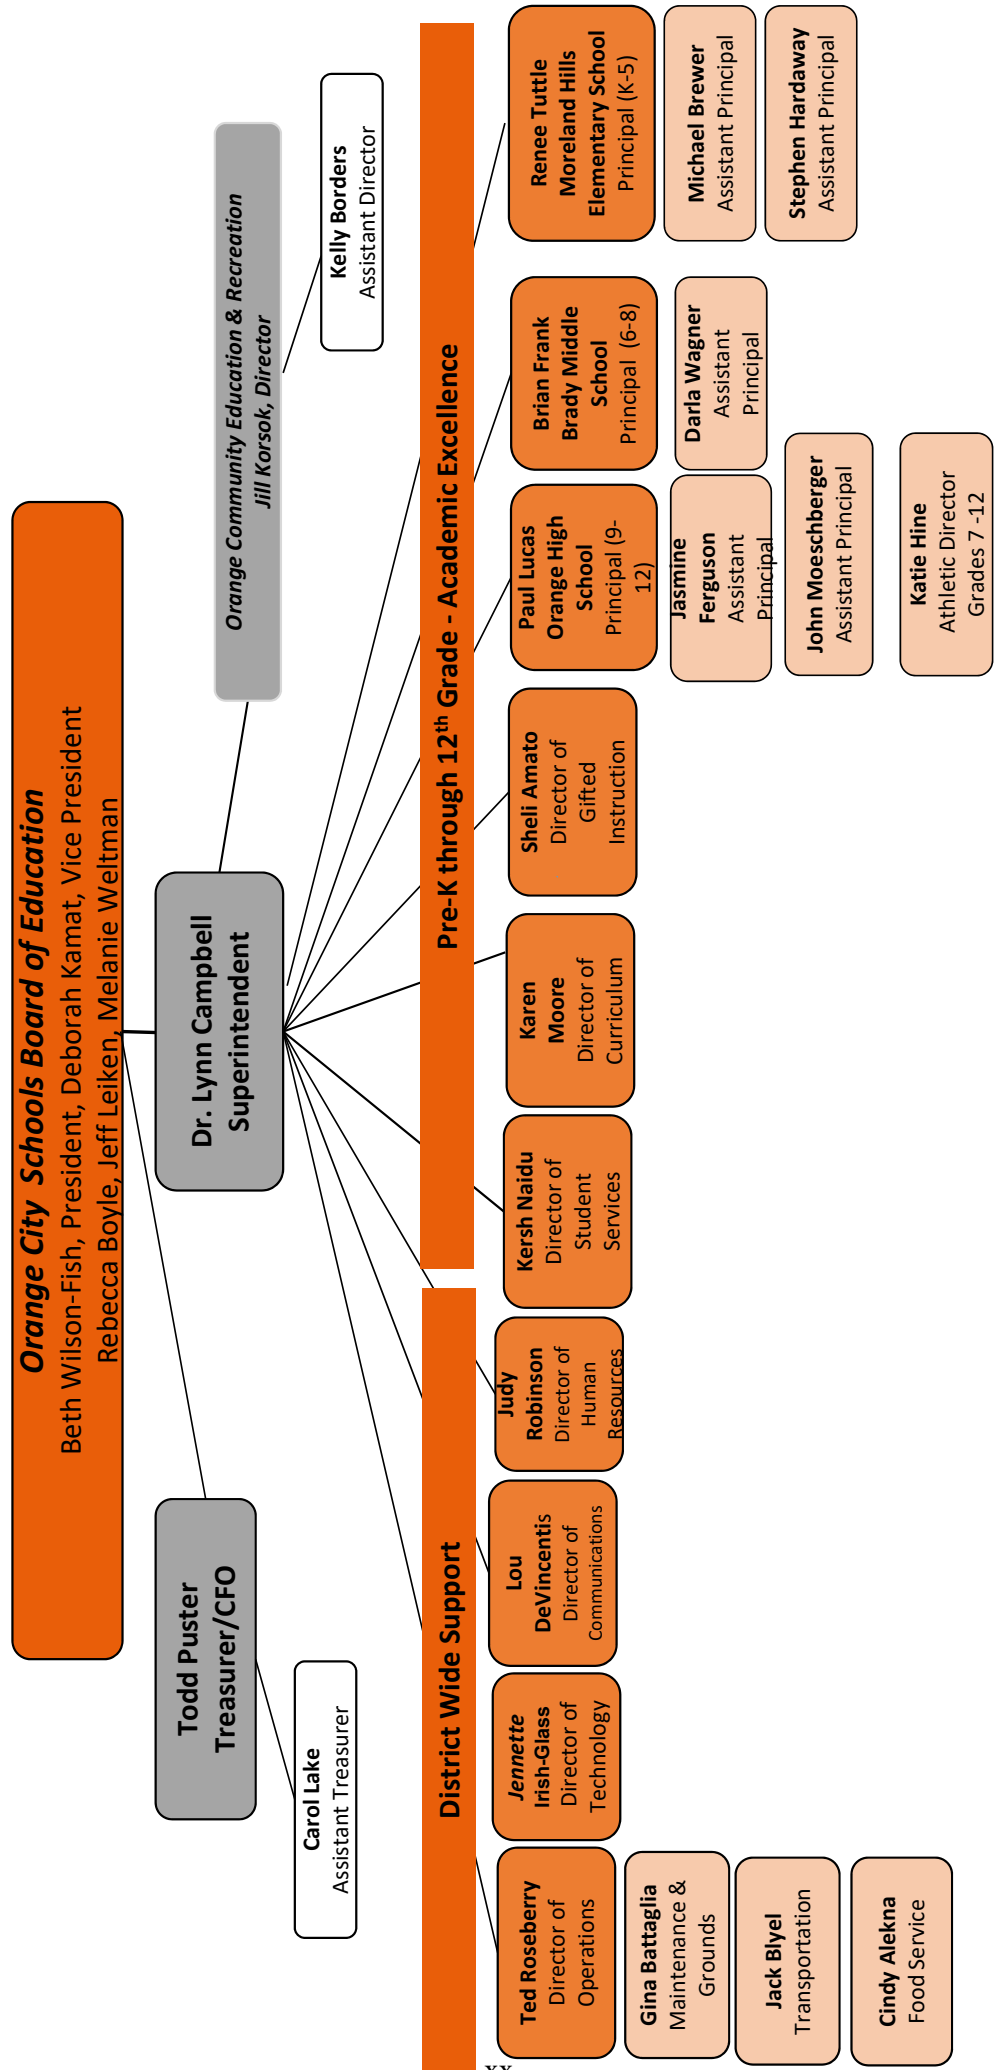 Orange City  Schools Board of Education
Beth Wilson-Fish, President, Deborah Kamat, Vice President
Rebecca Boyle, Jeff Leiken, Melanie Weltman
Todd Puster
Treasurer/CFO
Dr. Lynn Campbell
Superintendent
Orange Community Education & Recreation
Jill Korsok, Director
Carol Lake
Assistant Treasurer
Kelly Borders
Assistant Director
District Wide Support
Pre-K through 12th Grade - Academic Excellence
Ted Roseberry
Director of
Operations
Gina Battaglia
Maintenance &
Grounds
Jack Blyel
Transportation
Cindy Alekna
Food Service
Jennette
Irish-Glass
Director of
Technology
Lou
DeVincentis
Director of
Communications
Judy
Robinson
Director of
Human
Resources
Kersh Naidu
Director of
Student
Services
Karen
Moore
Director of
Curriculum
Sheli Amato
Director of
Gifted
Instruction
Paul Lucas
Orange High
School
Principal (9-
12)
Jasmine
Ferguson
Assistant
Principal
John Moeschberger
Assistant Principal
Katie Hine
Athletic Director
Grades 7 -12
Brian Frank
Brady Middle
School
Principal  (6-8)
Darla Wagner
Assistant
Principal
Renee Tuttle
Moreland Hills
Elementary School
Principal (K-5)
Michael Brewer
Assistant Principal
Stephen Hardaway
Assistant Principal
xx